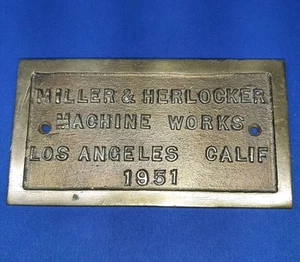 MILLER & HERLOCKER
MACHINE WORKS
LOS ANGELES CALIF
1951